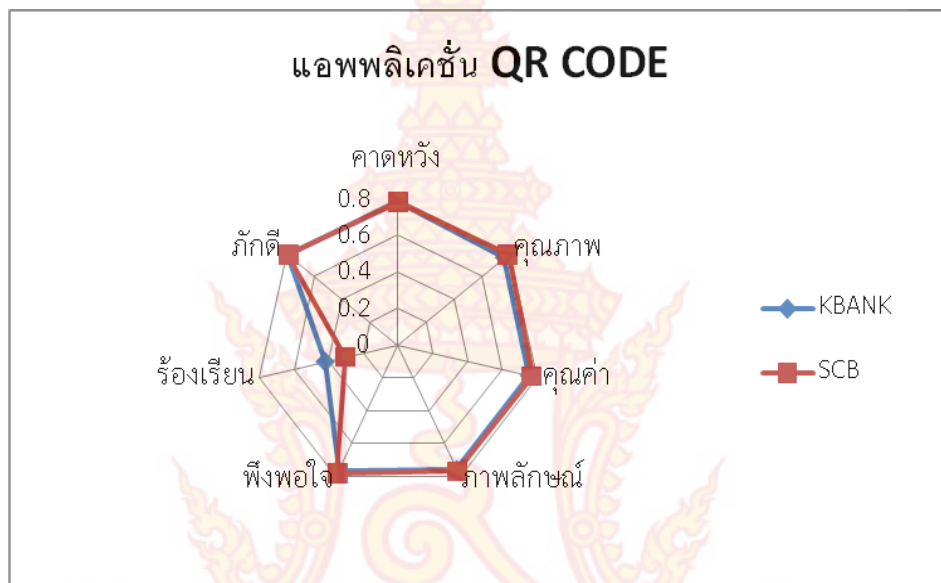 แอพพลิเคชั่น QR CODE
คาดหวัง
0.8
0.6
0.4
0.2
0
ภักดี
คุณภาพ
ร้องเรียน
คุณค่า
พึงพอใจ
ภาพลักษณ์
KBANK
SCB